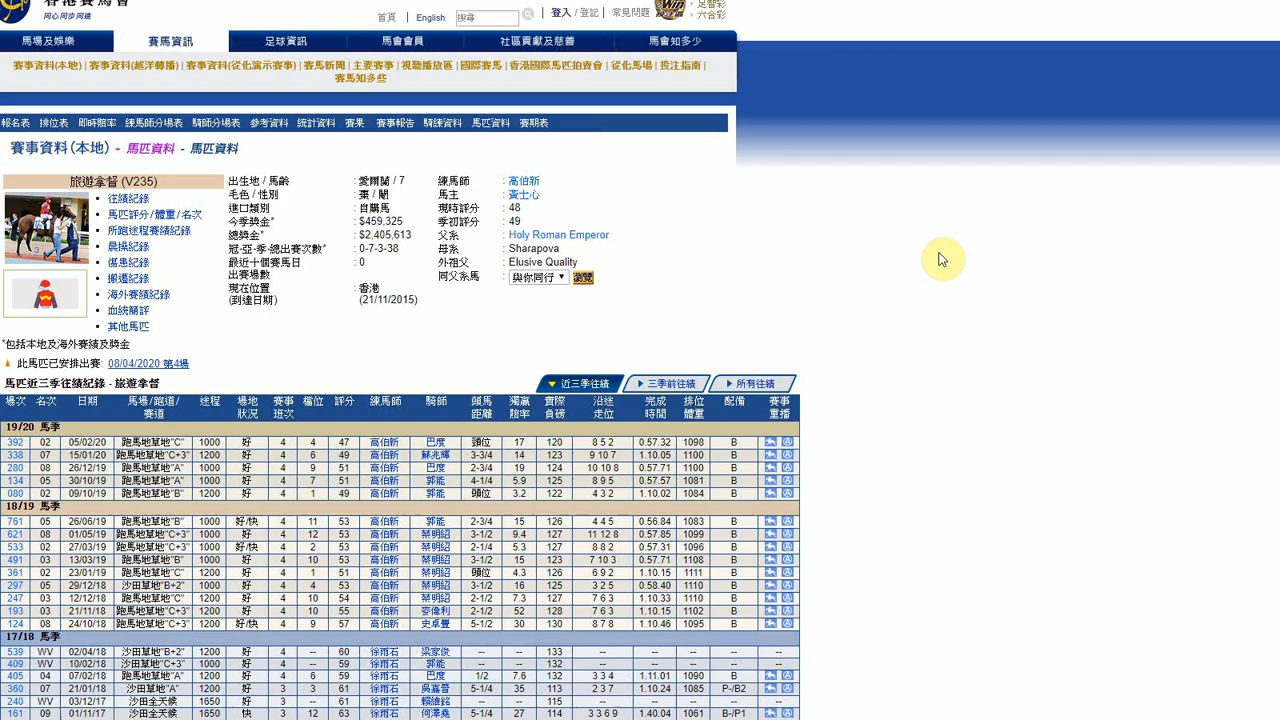 香港賽馬會
同心同步同進
首頁 | English 搜尋 登入 / 登記 | 常見問題 eWin 足智彩
六合彩
馬場及娛樂 賽馬資訊 足球資訊 馬會會員 社區貢獻及慈善 馬會知多少
賽事資料(本地) | 賽事資料(越洋轉播) | 賽事資料(從化演示賽事) | 賽馬新聞 | 主要賽事 | 視聽播放區 | 國際賽馬 | 香港國際馬匹拍賣會 | 從化馬場 | 投注指南 |
賽馬知多些
報名表 排位表 即時賠率 練馬師分場表 騎師分場表 參考資料 統計資料 賽果 賽事報告 騎練資料 馬匹資料 賽期表
賽事資料(本地) - 馬匹資料 - 馬匹資料
旅遊拿督 (V235)
往績紀錄
馬匹評分/體重/名次
所跑途程賽績紀錄
晨操紀錄
傷患紀錄
搬遷紀錄
海外賽績紀錄
血統簡評
其他馬匹
出生地 / 馬齡 : 愛爾蘭 / 7 練馬師 : 高伯新
毛色 / 性別 : 棗 / 閹 馬主 : 黃士心
進口類別 : 自購馬 現時評分 : 48
今季獎金* : $459,325 季初評分 : 49
總獎金* : $2,405,613 父系 : Holy Roman Emperor
冠-亞-季-總出賽次數* : 0-7-3-38 母系 : Sharapova
最近十個賽馬日 : 0 外祖父 : Elusive Quality
出賽場數 同父系馬 : 與你同行 瀏覽
現在位置 : 香港
(到達日期) (21/11/2015)
*包括本地及海外賽績及獎金
此馬匹已安排出賽: 08/04/2020 第4場
馬匹近三季往績紀錄 - 旅遊拿督 近三季往績 三季前往績 所有往績
場次 名次 日期 馬場/跑道/ 途程 場地 賽事 檔位 評分 練馬師 騎師 頭馬 獨贏 實際 沿途 完成 排位 配備 賽事
賽道 狀況 班次 距離 賠率 負磅 走位 時間 體重 重播
19/20 馬季
392 02 05/02/20 跑馬地草地"C" 1000 好 4 4 47 高伯新 巴度 頸位 17 120 8 5 2 0.57.32 1098 B
338 07 15/01/20 跑馬地草地"C+3" 1200 好 4 6 49 高伯新 蘇兆輝 3-3/4 14 123 9 10 7 1.10.05 1100 B
280 08 26/12/19 跑馬地草地"A" 1000 好 4 9 51 高伯新 巴度 2-3/4 19 124 10 10 8 0.57.71 1100 B
134 05 30/10/19 跑馬地草地"A" 1000 好 4 7 51 高伯新 郭能 4-1/4 5.9 125 8 9 5 0.57.57 1081 B
080 02 09/10/19 跑馬地草地"B" 1200 好 4 1 49 高伯新 郭能 頭位 3.2 122 4 3 2 1.10.02 1084 B
18/19 馬季
761 05 26/06/19 跑馬地草地"B" 1000 好/快 4 11 53 高伯新 郭能 2-3/4 15 126 4 4 5 0.56.84 1083 B
621 08 01/05/19 跑馬地草地"C+3" 1000 好 4 12 53 高伯新 蔡明紹 3-1/2 9.4 127 11 12 8 0.57.85 1099 B
533 02 27/03/19 跑馬地草地"C+3" 1000 好/快 4 2 53 高伯新 蔡明紹 2-1/4 5.3 127 8 8 2 0.57.31 1096 B
491 03 13/03/19 跑馬地草地"B" 1000 好 4 10 53 高伯新 蔡明紹 3-1/2 15 123 7 10 3 0.57.71 1108 B
361 02 23/01/19 跑馬地草地"C" 1200 好 4 1 51 高伯新 蔡明紹 頭位 4.3 126 6 9 2 1.10.15 1111 B
297 05 29/12/18 沙田草地"B+2" 1000 好 4 4 53 高伯新 蔡明紹 3-1/2 16 125 3 2 5 0.58.40 1110 B
247 03 12/12/18 跑馬地草地"C" 1200 好 4 10 54 高伯新 蔡明紹 2-1/2 7.3 127 7 6 3 1.10.33 1110 B
193 03 21/11/18 跑馬地草地"C+3" 1200 好 4 10 55 高伯新 麥偉利 2-1/2 52 128 7 6 3 1.10.15 1102 B
124 08 24/10/18 跑馬地草地"C+3" 1200 好/快 4 9 57 高伯新 史卓豐 5-1/2 30 130 8 7 8 1.10.46 1095 B
17/18 馬季
539 WV 02/04/18 沙田草地"B+2" 1200 好 4 -- 60 徐雨石 梁家俊 -- -- 133 -- -- -- -- --
409 WV 10/02/18 沙田草地"C+3" 1000 好 4 -- 59 徐雨石 郭能 -- -- 132 -- -- -- -- --
405 04 07/02/18 跑馬地草地"A" 1200 好 4 6 59 徐雨石 巴度 1/2 7.6 132 3 3 4 1.11.01 1090 B
360 07 21/01/18 沙田草地"A" 1200 好 3 3 61 徐雨石 吳嘉晉 5-1/4 35 113 2 3 7 1.10.24 1085 P-/B2
240 WV 03/12/17 沙田全天候 1650 好 3 -- 61 徐雨石 賴維銘 -- -- 115 -- -- -- -- --
161 09 01/11/17 沙田全天候 1650 快 3 12 63 徐雨石 何澤堯 5-1/4 27 114 3 3 6 9 1.40.04 1061 B-/P1